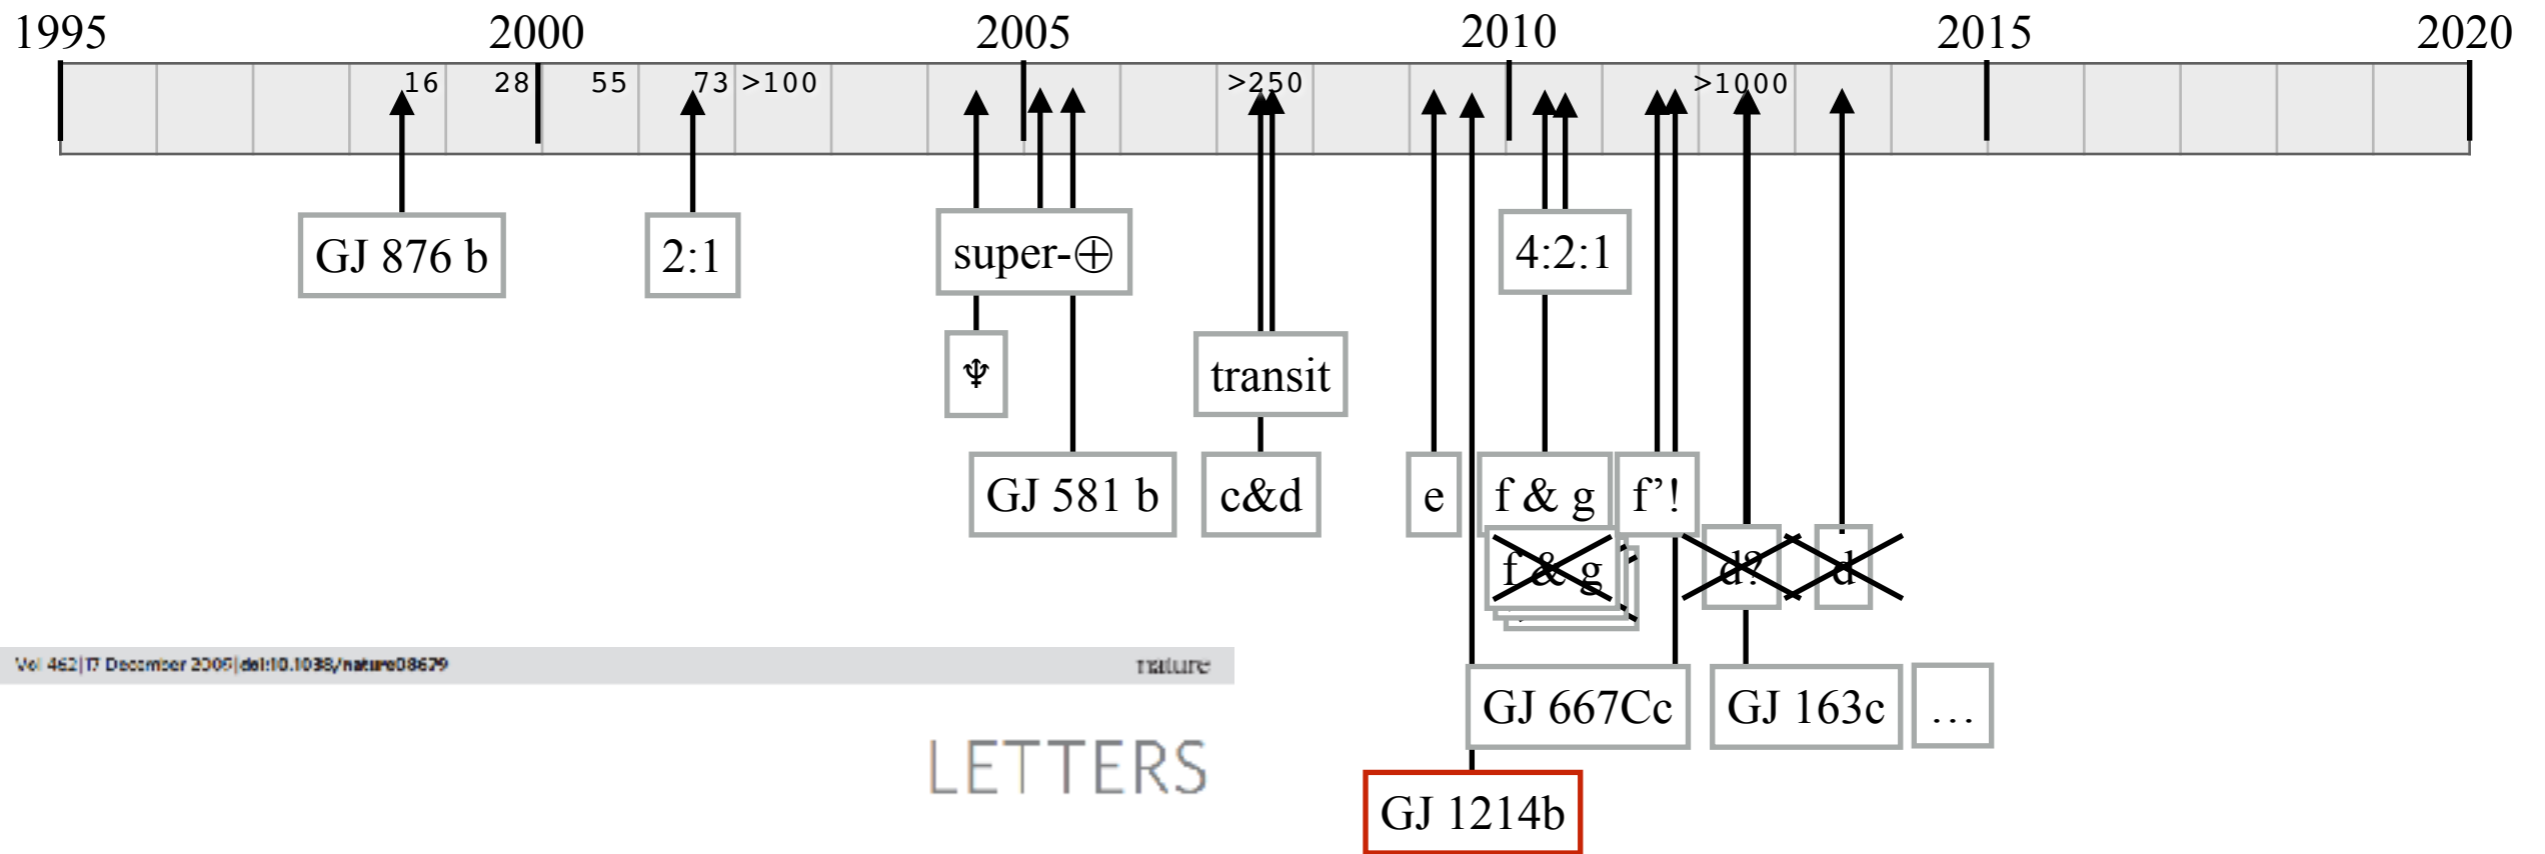 1995 2000 2005 2010 2015 2020
16 28 55 73 >100 >250 >1000
GJ 876 b 2:1 super-⊕ 4:2:1
♆ transit
GJ 581 b c&d e f & g f’!
f & g d? d
Vol 462|17 December 2009|doi:10.1038/nature08679 nature
GJ 667Cc GJ 163c …
LETTERS
GJ 1214b